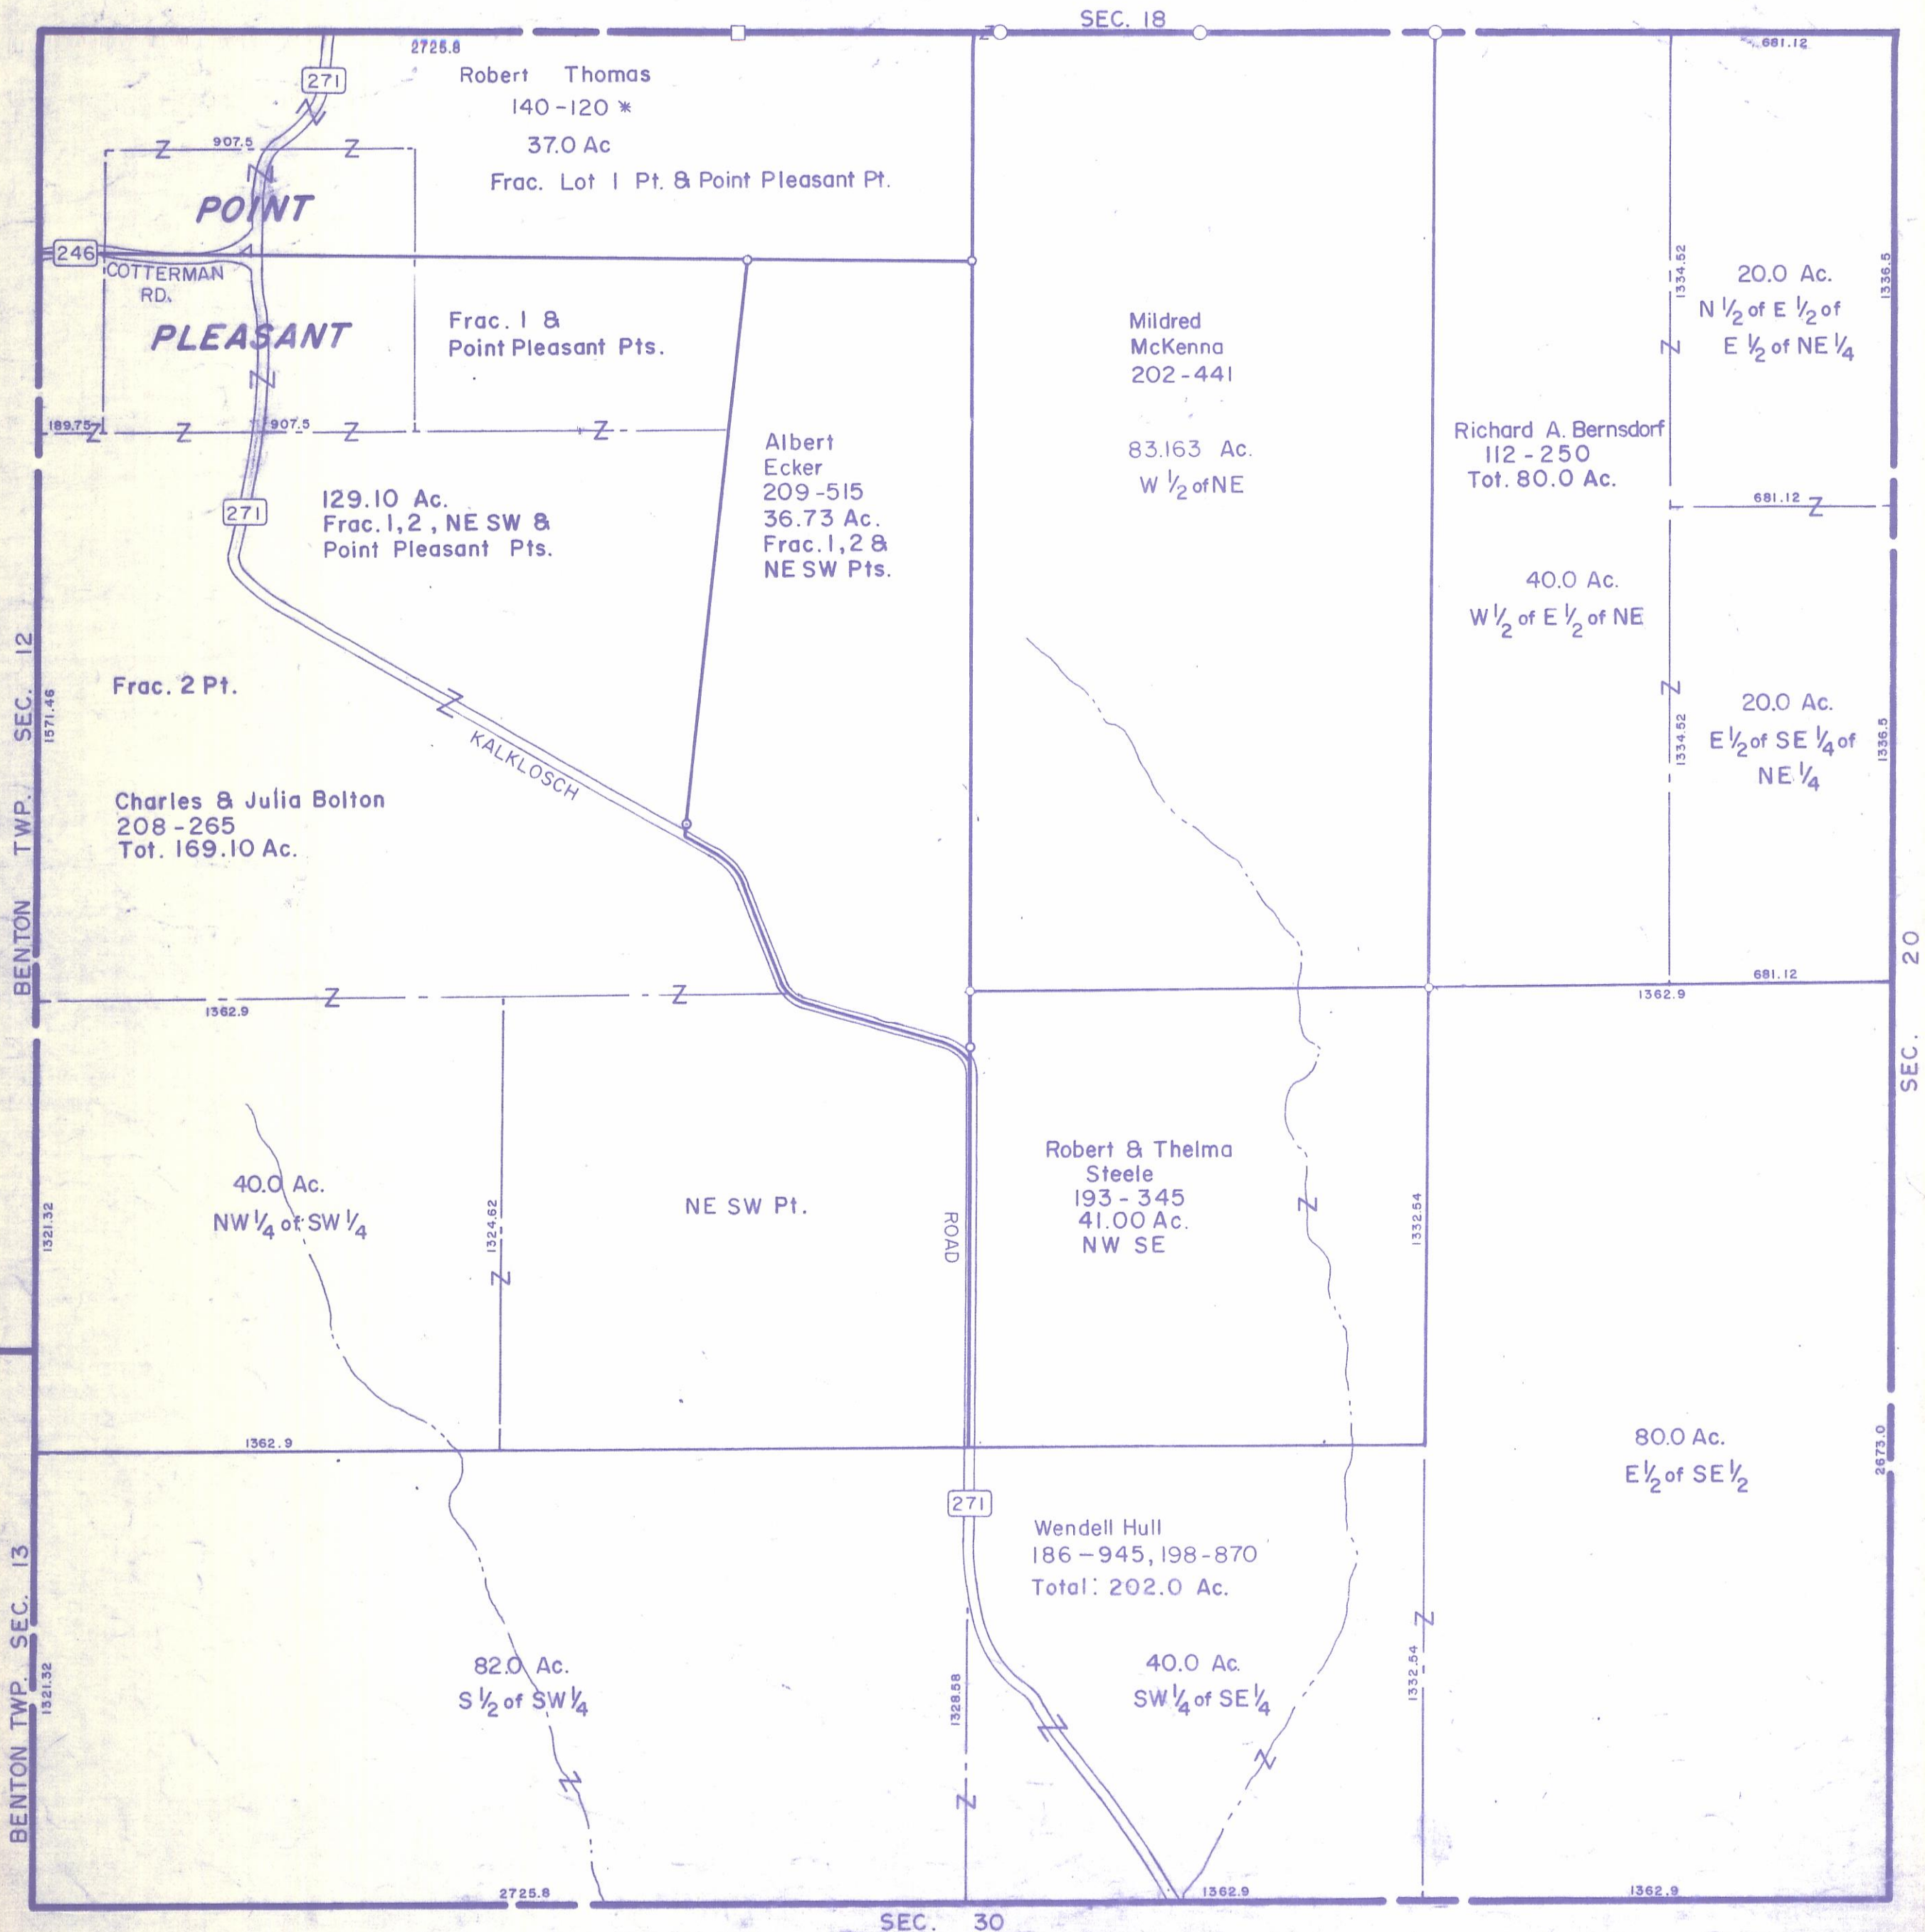 SEC. 18
2725.8
681.12
271
Robert Thomas
140-120 *
37.0 Ac
Frac. Lot 1 Pt. & Point Pleasant Pt.
907.5
POINT
246
COTTERMAN
RD.
PLEASANT
Frac. 1 &
Point Pleasant Pts.
189.75
907.5
271
129.10 Ac.
Frac. 1, 2, NE SW &
Point Pleasant Pts.
Albert
Ecker
209-515
36.73 Ac.
Frac. 1, 2 &
NE SW Pts.
Mildred
McKenna
202-441
83.163 Ac.
W 1/2 of NE
Richard A. Bernsdorf
112-250
Tot. 80.0 Ac.
1334.52
20.0 Ac.
N 1/2 of E 1/2 of
E 1/2 of NE 1/4
1336.5
681.12
40.0 Ac.
W 1/2 of E 1/2 of NE
1334.52
20.0 Ac.
E 1/2 of SE 1/4 of
NE 1/4
1336.5
681.12
1362.9
BENTON TWP. SEC. 12
1571.46
Frac. 2 Pt.
KALKLOSCH
Charles & Julia Bolton
208-265
Tot. 169.10 Ac.
1362.9
SEC. 20
1321.32
40.0 Ac.
NW 1/4 of SW 1/4
1324.62
NE SW Pt.
ROAD
Robert & Thelma
Steele
193-345
41.00 Ac.
NW SE
1332.54
1362.9
80.0 Ac.
E 1/2 of SE 1/2
2673.0
271
Wendell Hull
186-945, 198-870
Total: 202.0 Ac.
BENTON TWP. SEC. 13
1321.32
82.0 Ac.
S 1/2 of SW 1/4
1328.58
40.0 Ac.
SW 1/4 of SE 1/4
1332.54
2725.8
1362.9
1362.9
SEC. 30